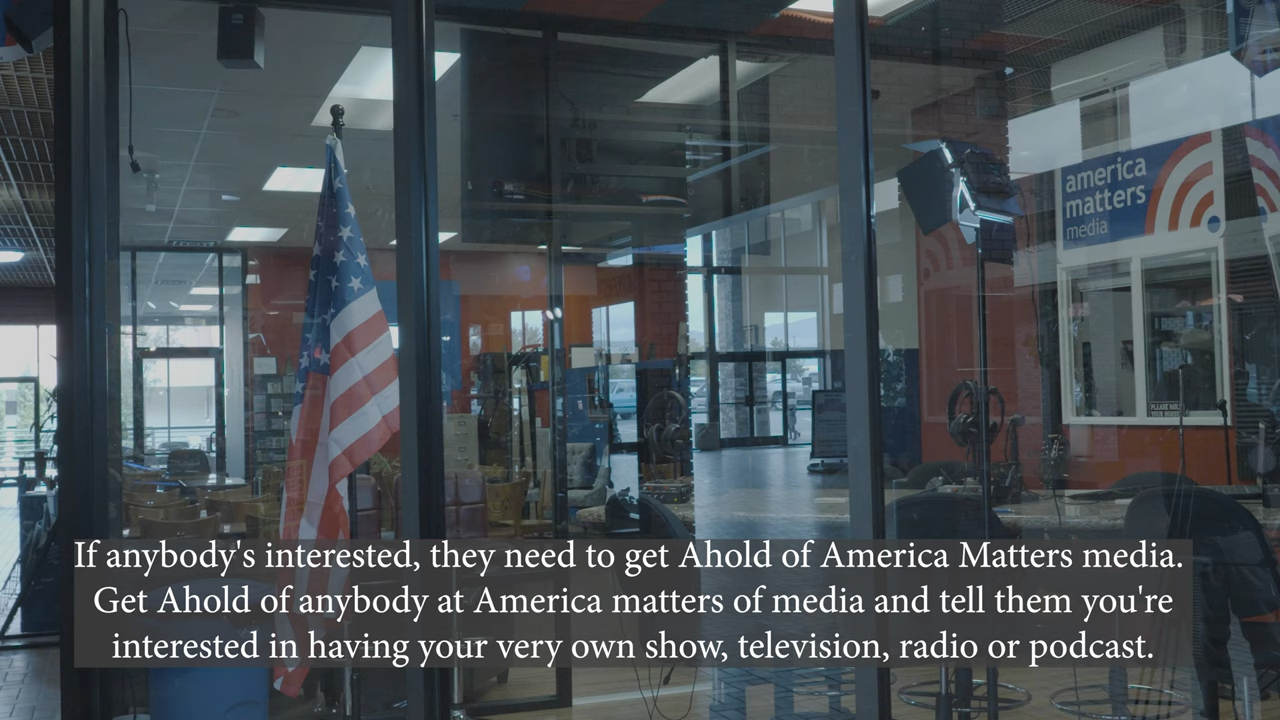 america
matters
media
PLEASE HOLD
YOUR HORSES
If anybody's interested, they need to get Ahold of America Matters media.
Get Ahold of anybody at America matters of media and tell them you're
interested in having your very own show, television, radio or podcast.